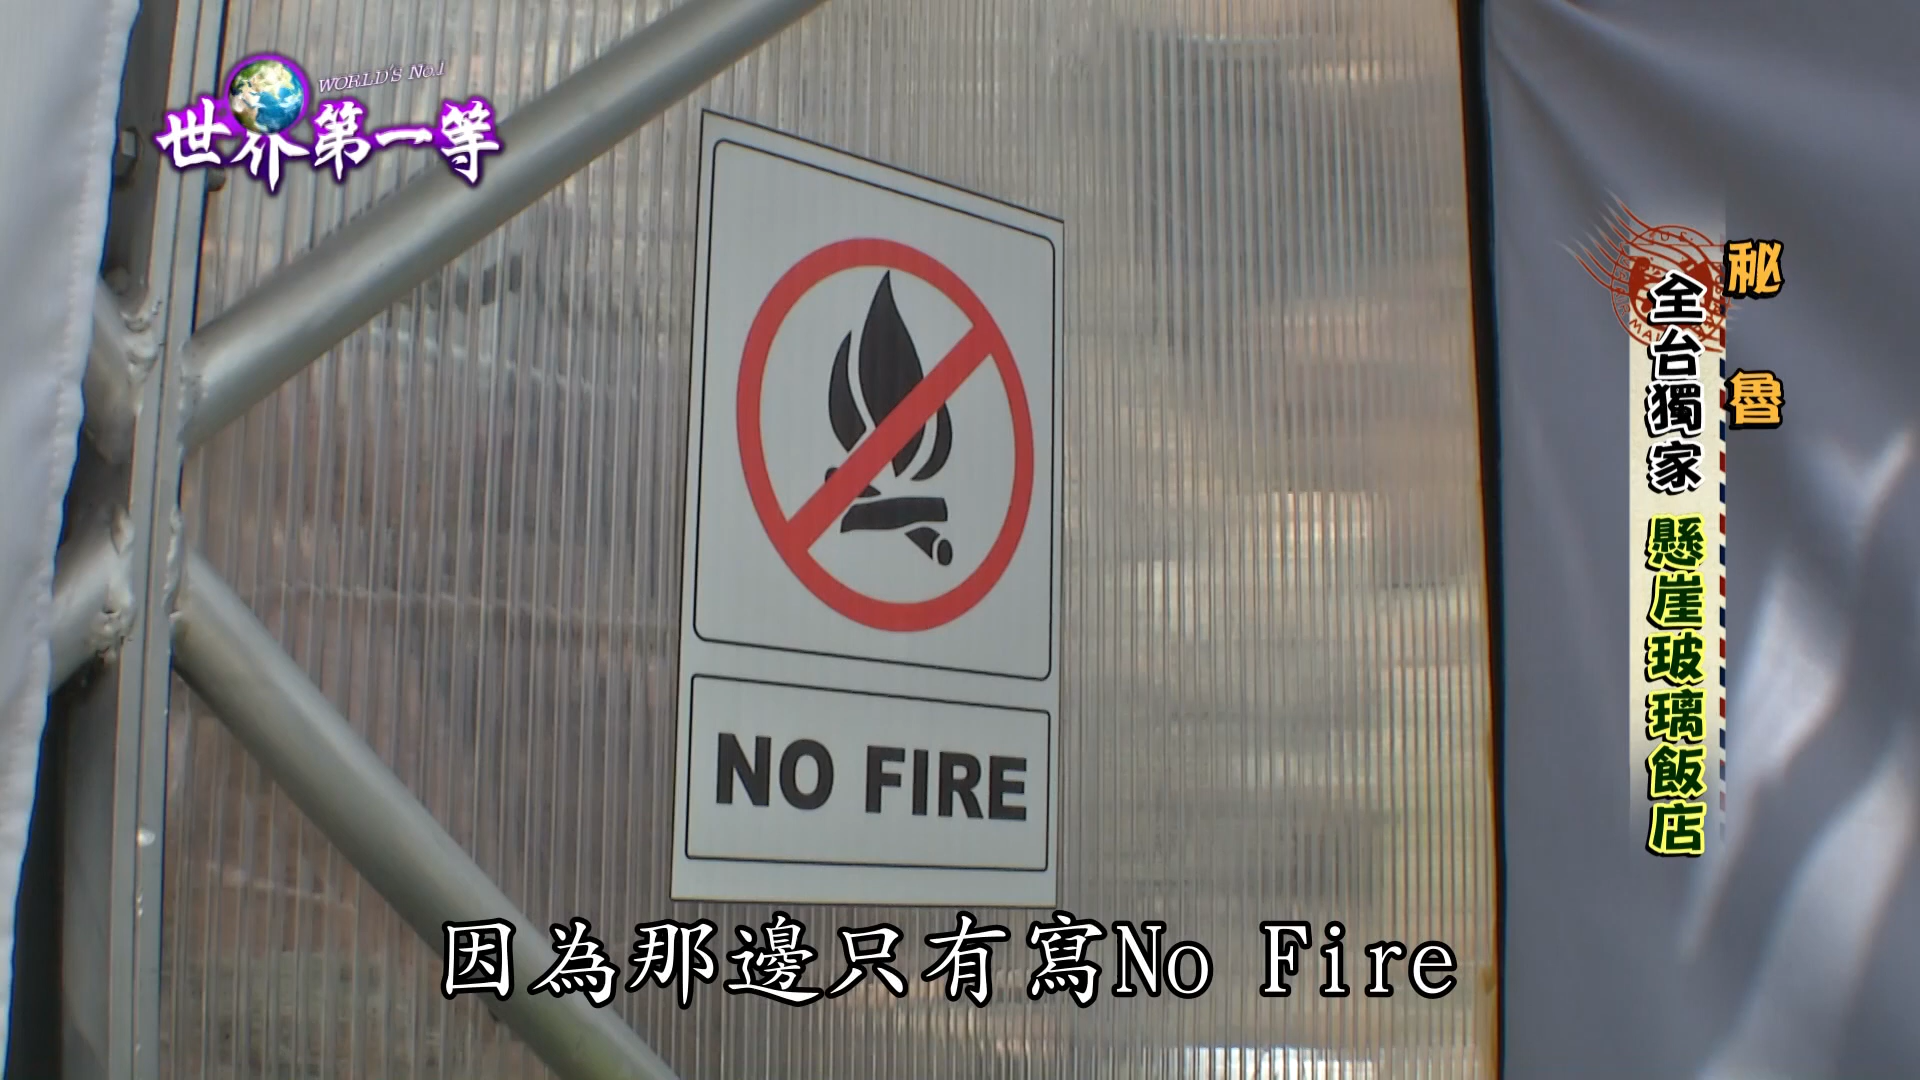 WORLD'S No.1
世界第一等
秘魯
全台獨家 懸崖玻璃飯店
NO FIRE
因為那邊只有寫No Fire